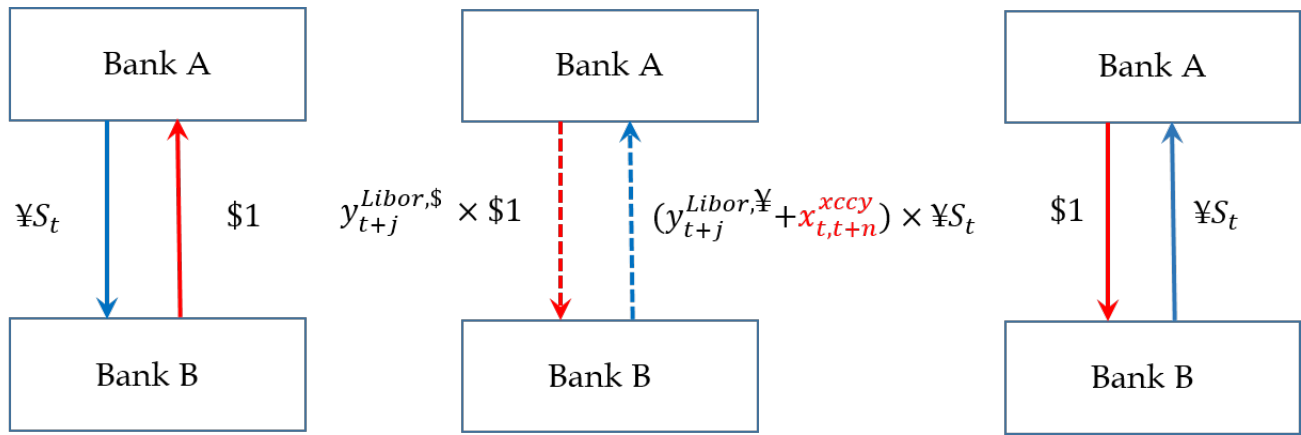 Bank A
¥S_t
$1
Bank B
Bank A
y_{t+j}^{Libor,$} × $1
(y_{t+j}^{Libor,¥}+x_{t,t+n}^{xccy}) × ¥S_t
Bank B
Bank A
$1
¥S_t
Bank B